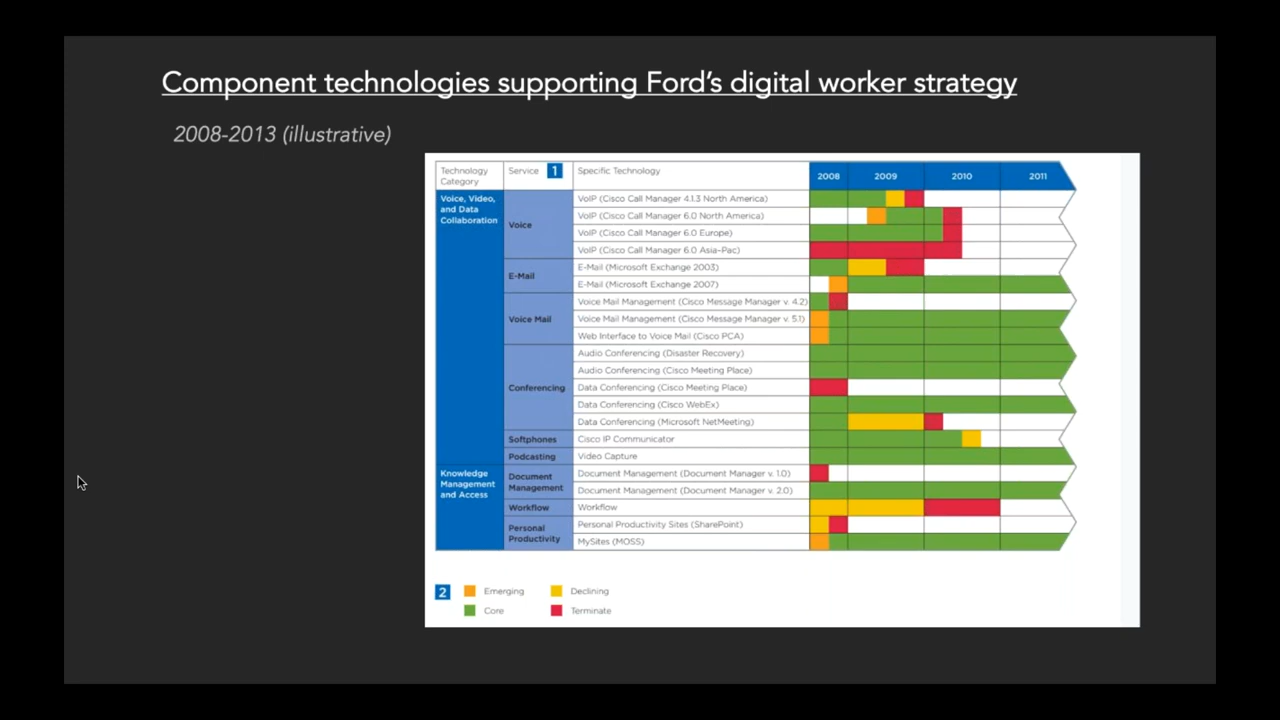 Component technologies supporting Ford's digital worker strategy
2008-2013 (illustrative)
Technology Category
Service 1
Specific Technology
2008 2009 2010 2011
Voice, Video, and Data Collaboration
Voice
VoIP (Cisco Call Manager 4.1.3 North America)
VoIP (Cisco Call Manager 6.0 North America)
VoIP (Cisco Call Manager 6.0 Europe)
VoIP (Cisco Call Manager 6.0 Asia-Pac)
E-Mail
E-Mail (Microsoft Exchange 2003)
E-Mail (Microsoft Exchange 2007)
Voice Mail
Voice Mail Management (Cisco Message Manager v. 4.2)
Voice Mail Management (Cisco Message Manager v. 5.1)
Web Interface to Voice Mail (Cisco PCA)
Conferencing
Audio Conferencing (Disaster Recovery)
Audio Conferencing (Cisco Meeting Place)
Data Conferencing (Cisco Meeting Place)
Data Conferencing (Cisco WebEx)
Data Conferencing (Microsoft NetMeeting)
Softphones
Cisco IP Communicator
Podcasting
Video Capture
Knowledge Management and Access
Document Management
Document Management (Document Manager v. 1.0)
Document Management (Document Manager v. 2.0)
Workflow
Workflow
Personal Productivity
Personal Productivity Sites (SharePoint)
MySites (MOSS)
2
Emerging
Declining
Core
Terminate